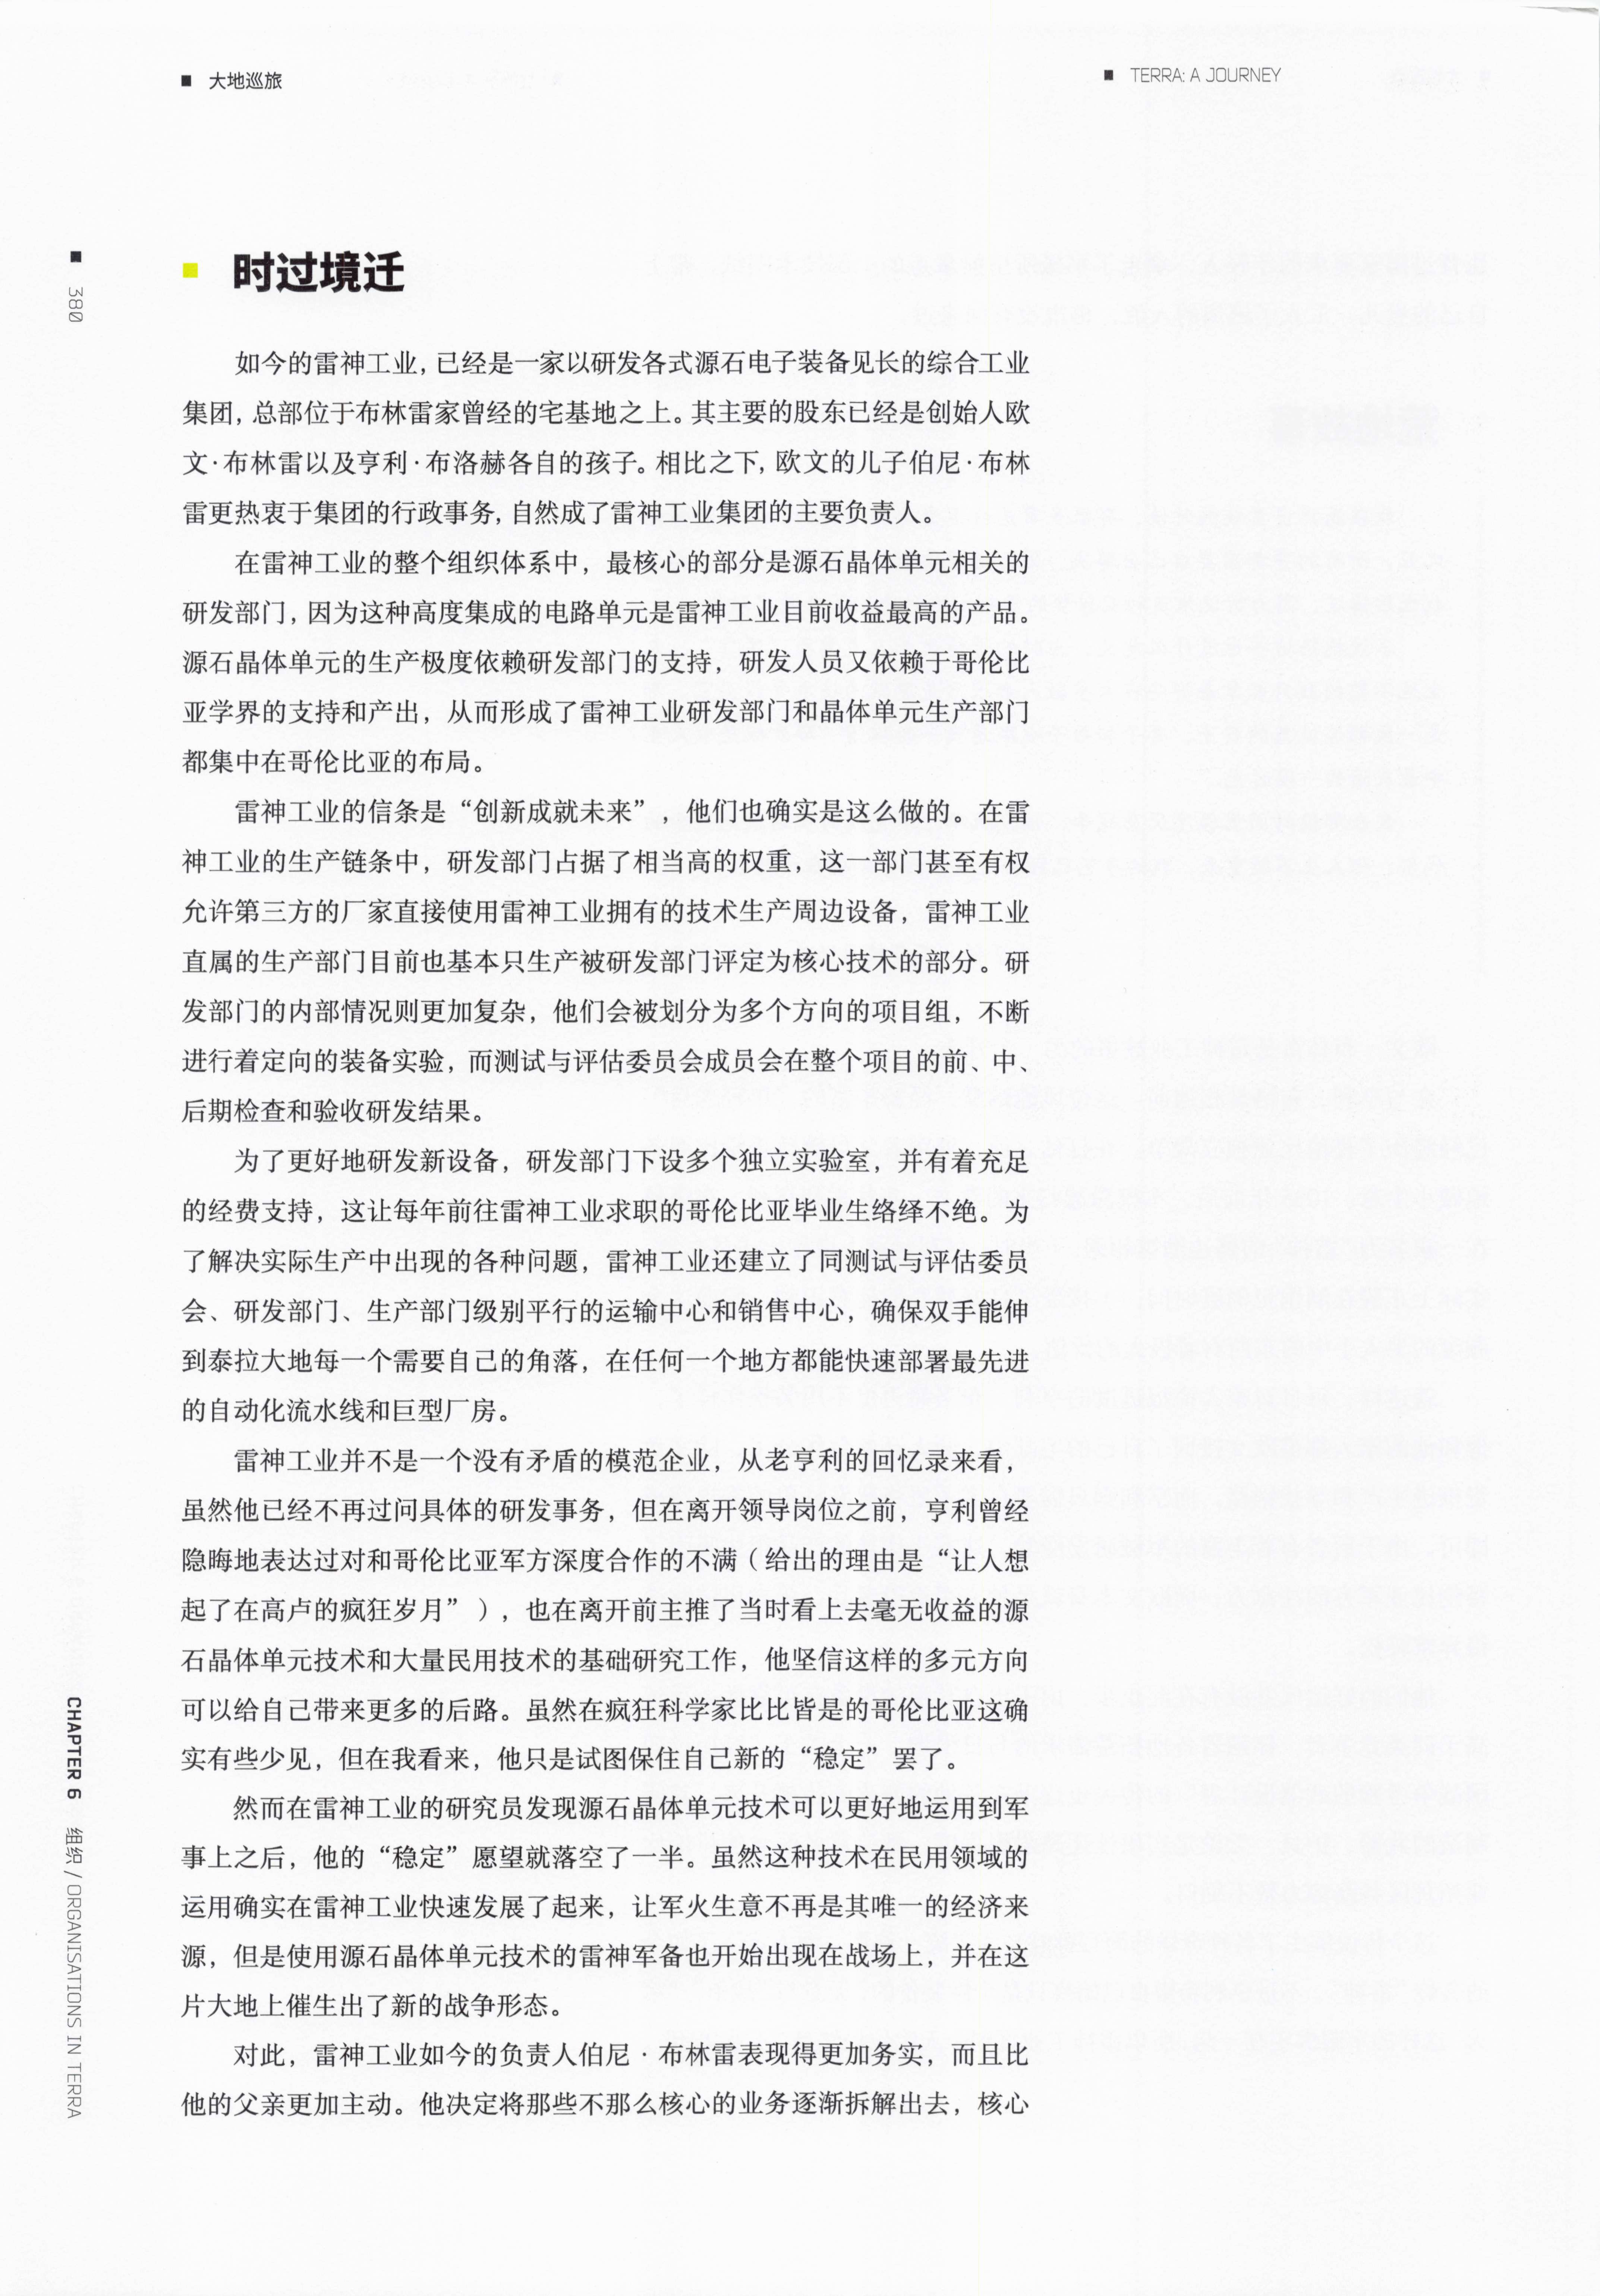 大地巡旅
TERRA: A JOURNEY
380
时过境迁
如今的雷神工业，已经是一家以研发各式源石电子装备见长的综合工业
集团，总部位于布林雷家曾经的宅基地之上。其主要的股东已经是创始人欧
文·布林雷以及亨利·布洛赫各自的孩子。相比之下，欧文的儿子伯尼·布林
雷更热衷于集团的行政事务，自然成了雷神工业集团的主要负责人。
在雷神工业的整个组织体系中，最核心的部分是源石晶体单元相关的
研发部门，因为这种高度集成的电路单元是雷神工业目前收益最高的产品。
源石晶体单元的生产极度依赖研发部门的支持，研发人员又依赖于哥伦比
亚学界的支持和产出，从而形成了雷神工业研发部门和晶体单元生产部门
都集中在哥伦比亚的布局。
雷神工业的信条是“创新成就未来”，他们也确实是这么做的。在雷
神工业的生产链条中，研发部门占据了相当高的权重，这一部门甚至有权
允许第三方的厂家直接使用雷神工业拥有的技术生产周边设备，雷神工业
直属的生产部门目前也基本只生产被研发部门评定为核心技术的部分。研
发部门的内部情况则更加复杂，他们会被划分为多个方向的项目组，不断
进行着定向的装备实验，而测试与评估委员会成员会在整个项目的前、中、
后期检查和验收研发结果。
为了更好地研发新设备，研发部门下设多个独立实验室，并有着充足
的经费支持，这让每年前往雷神工业求职的哥伦比亚毕业生络绎不绝。为
了解决实际生产中出现的各种问题，雷神工业还建立了同测试与评估委员
会、研发部门、生产部门级别平行的运输中心和销售中心，确保双手能伸
到泰拉大地每一个需要自己的角落，在任何一个地方都能快速部署最先进
的自动化流水线和巨型厂房。
雷神工业并不是一个没有矛盾的模范企业，从老亨利的回忆录来看，
虽然他已经不再过问具体的研发事务，但在离开领导岗位之前，亨利曾经
隐晦地表达过对和哥伦比亚军方深度合作的不满（给出的理由是“让人想
起了在高卢的疯狂岁月”），也在离开前主推了当时看上去毫无收益的源
石晶体单元技术和大量民用技术的基础研究工作，他坚信这样的多元方向
可以给自己带来更多的后路。虽然在疯狂科学家比比皆是的哥伦比亚这确
实有些少见，但在我看来，他只是试图保住自己新的“稳定”罢了。
然而在雷神工业的研究员发现源石晶体单元技术可以更好地运用到军
事上之后，他的“稳定”愿望就落空了一半。虽然这种技术在民用领域的
运用确实在雷神工业快速发展了起来，让军火生意不再是其唯一的经济来
源，但是使用源石晶体单元技术的雷神军备也开始出现在战场上，并在这
片大地上催生出了新的战争形态。
对此，雷神工业如今的负责人伯尼·布林雷表现得更加务实，而且比
他的父亲更加主动。他决定将那些不那么核心的业务逐渐拆解出去，核心
CHAPTER 6 组织 / ORGANISATIONS IN TERRA